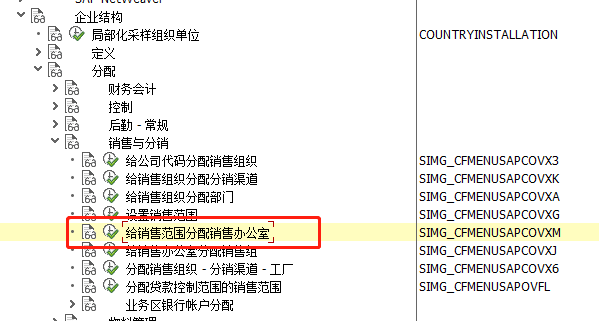 SAP NetWeaver
企业结构
局部化采样组织单位 COUNTRYINSTALLATION
定义
分配
财务会计
控制
后勤 - 常规
销售与分销
给公司代码分配销售组织 SIMG_CFMENUSAPCOVX3
给销售组织分配分销渠道 SIMG_CFMENUSAPCOVXK
给销售组织分配部门 SIMG_CFMENUSAPCOVXA
设置销售范围 SIMG_CFMENUSAPCOVXG
给销售范围分配销售办公室 SIMG_CFMENUSAPCOVXM
给销售办公室分配销售组 SIMG_CFMENUSAPCOVXJ
分配销售组织 - 分销渠道 - 工厂 SIMG_CFMENUSAPCOVX6
分配贷款控制范围的销售范围 SIMG_CFMENUSAPOVFL
业务区银行帐户分配
物料管理